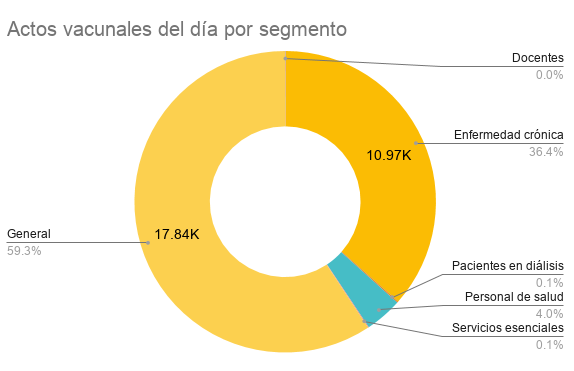 Actos vacunales del día por segmento
Docentes
0.0%
Enfermedad crónica
36.4%
10.97K
General
59.3%
17.84K
Pacientes en diálisis
0.1%
Personal de salud
4.0%
Servicios esenciales
0.1%